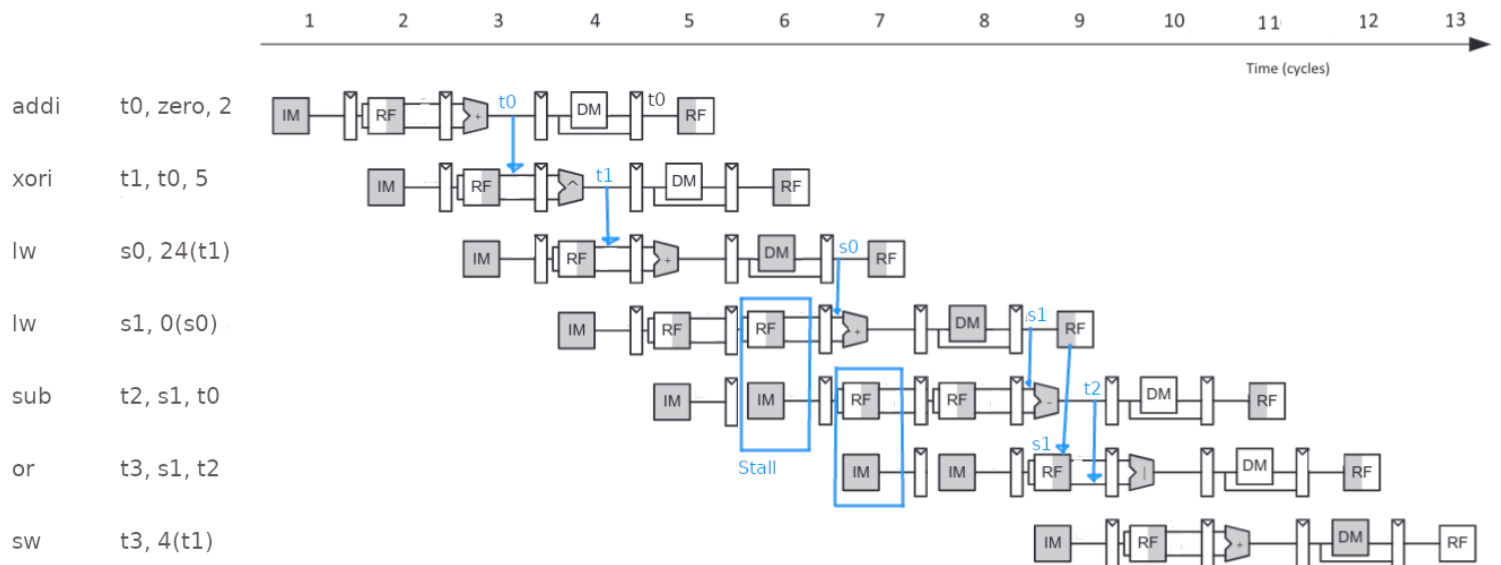 1 2 3 4 5 6 7 8 9 10 11 12 13
Time (cycles)
addi t0, zero, 2 IM RF + t0 DM t0 RF
xori t1, t0, 5 IM RF ^ t1 DM RF
lw s0, 24(t1) IM RF + DM s0 RF
lw s1, 0(s0) IM RF RF + DM s1 RF
sub t2, s1, t0 IM IM RF RF - t2 DM RF
Stall
or t3, s1, t2 IM IM s1 RF | DM RF
sw t3, 4(t1) IM RF + DM RF